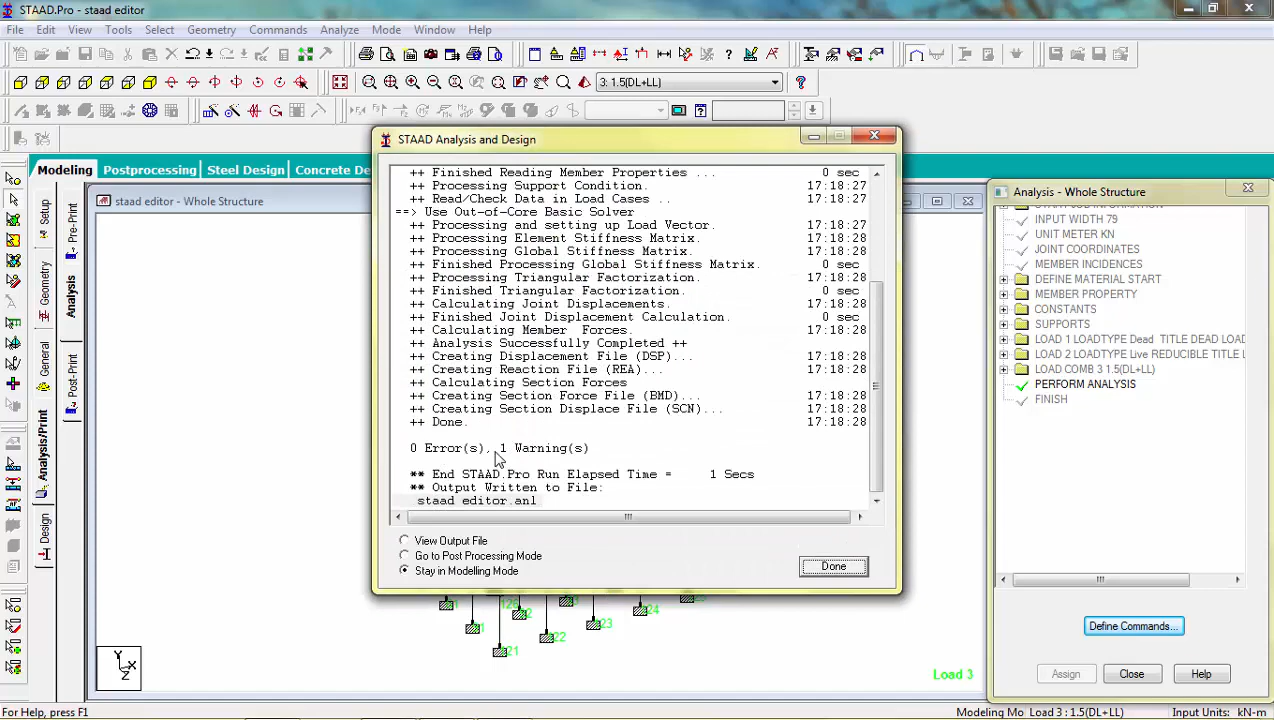 STAAD.Pro - staad editor
File Edit View Tools Select Geometry Commands Analyze Mode Window Help
3: 1.5(DL+LL)
Modeling Postprocessing Steel Design Concrete De
staad editor - Whole Structure
Setup
Geometry
General
Analysis/Print
Design
Pre-Print
Analysis
Post-Print
STAAD Analysis and Design
++ Finished Reading Member Properties ... 0 sec
++ Processing Support Condition. 17:18:27
++ Read/Check Data in Load Cases .. 17:18:27
==> Use Out-of-Core Basic Solver
++ Processing and setting up Load Vector. 17:18:27
++ Processing Element Stiffness Matrix. 17:18:28
++ Processing Global Stiffness Matrix. 17:18:28
++ Finished Processing Global Stiffness Matrix. 0 sec
++ Processing Triangular Factorization. 17:18:28
++ Finished Triangular Factorization. 0 sec
++ Calculating Joint Displacements. 17:18:28
++ Finished Joint Displacement Calculation. 0 sec
++ Calculating Member Forces. 17:18:28
++ Analysis Successfully Completed ++
++ Creating Displacement File (DSP)... 17:18:28
++ Creating Reaction File (REA)... 17:18:28
++ Calculating Section Forces
++ Creating Section Force File (BMD)... 17:18:28
++ Creating Section Displace File (SCN)... 17:18:28
++ Done. 17:18:28
0 Error(s), 1 Warning(s)
** End STAAD.Pro Run Elapsed Time = 1 Secs
** Output Written to File:
staad editor.anl
View Output File
Go to Post Processing Mode
Stay in Modelling Mode
Done
Analysis - Whole Structure
START JOB INFORMATION
INPUT WIDTH 79
UNIT METER KN
JOINT COORDINATES
MEMBER INCIDENCES
DEFINE MATERIAL START
MEMBER PROPERTY
CONSTANTS
SUPPORTS
LOAD 1 LOADTYPE Dead TITLE DEAD LOA
LOAD 2 LOADTYPE Live REDUCIBLE TITLE L
LOAD COMB 3 1.5(DL+LL)
PERFORM ANALYSIS
FINISH
Define Commands...
Assign Close Help
124
123
122
121
Y
X
Z
Load 3
For Help, press F1
Modeling Mo Load 3 : 1.5(DL+LL) Input Units: kN-m